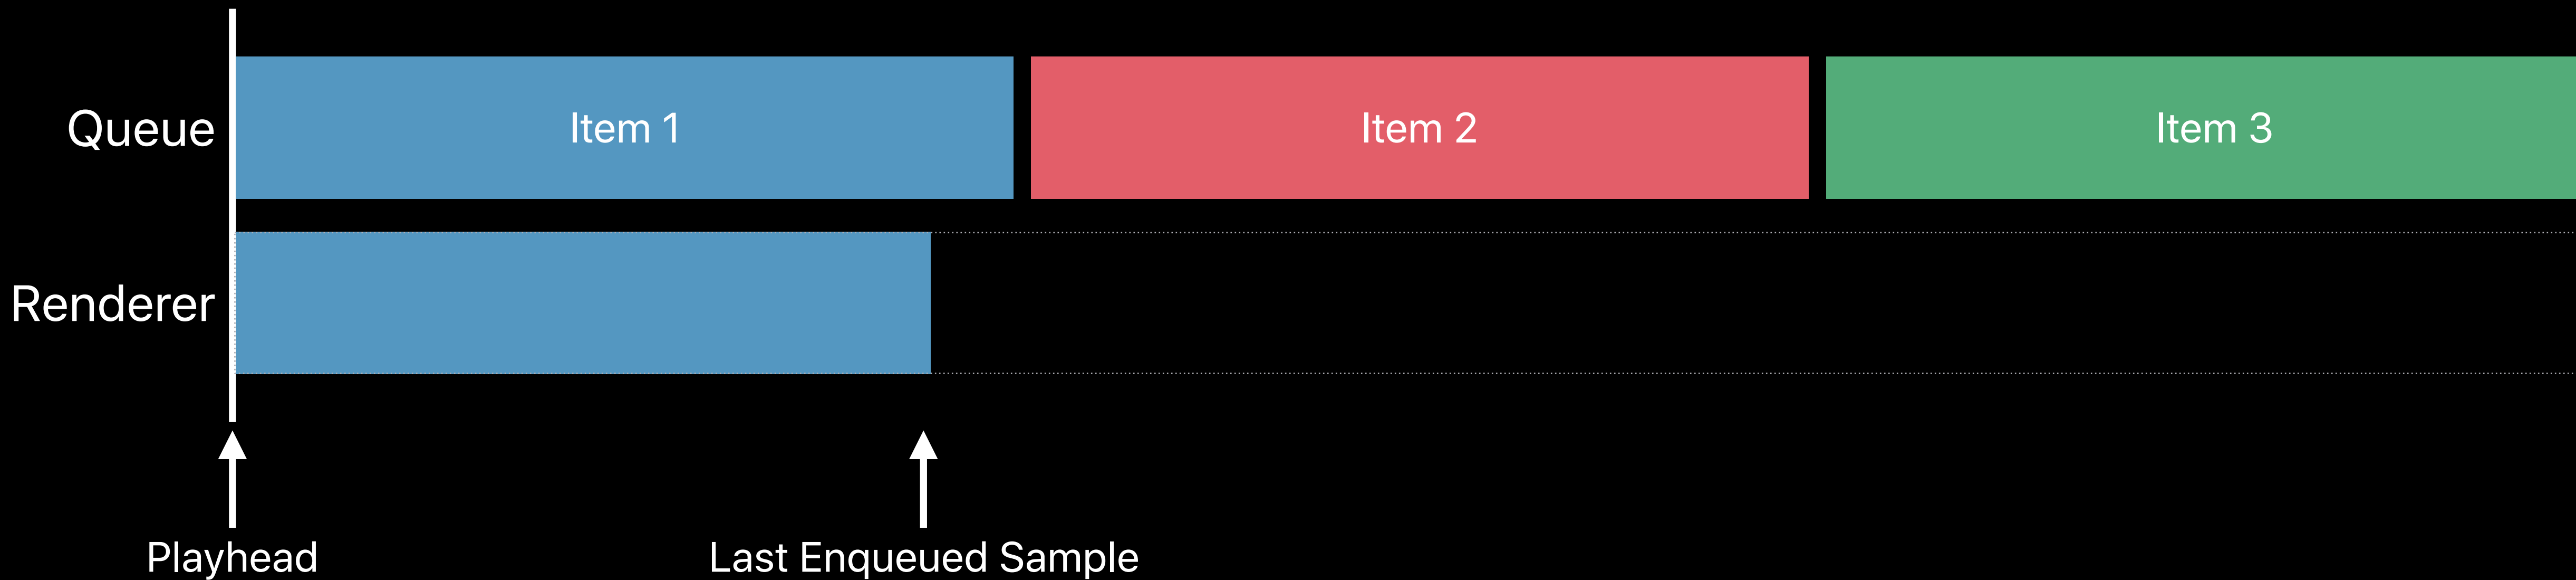 Queue
Item 1
Item 2
Item 3
Renderer
Playhead
Last Enqueued Sample